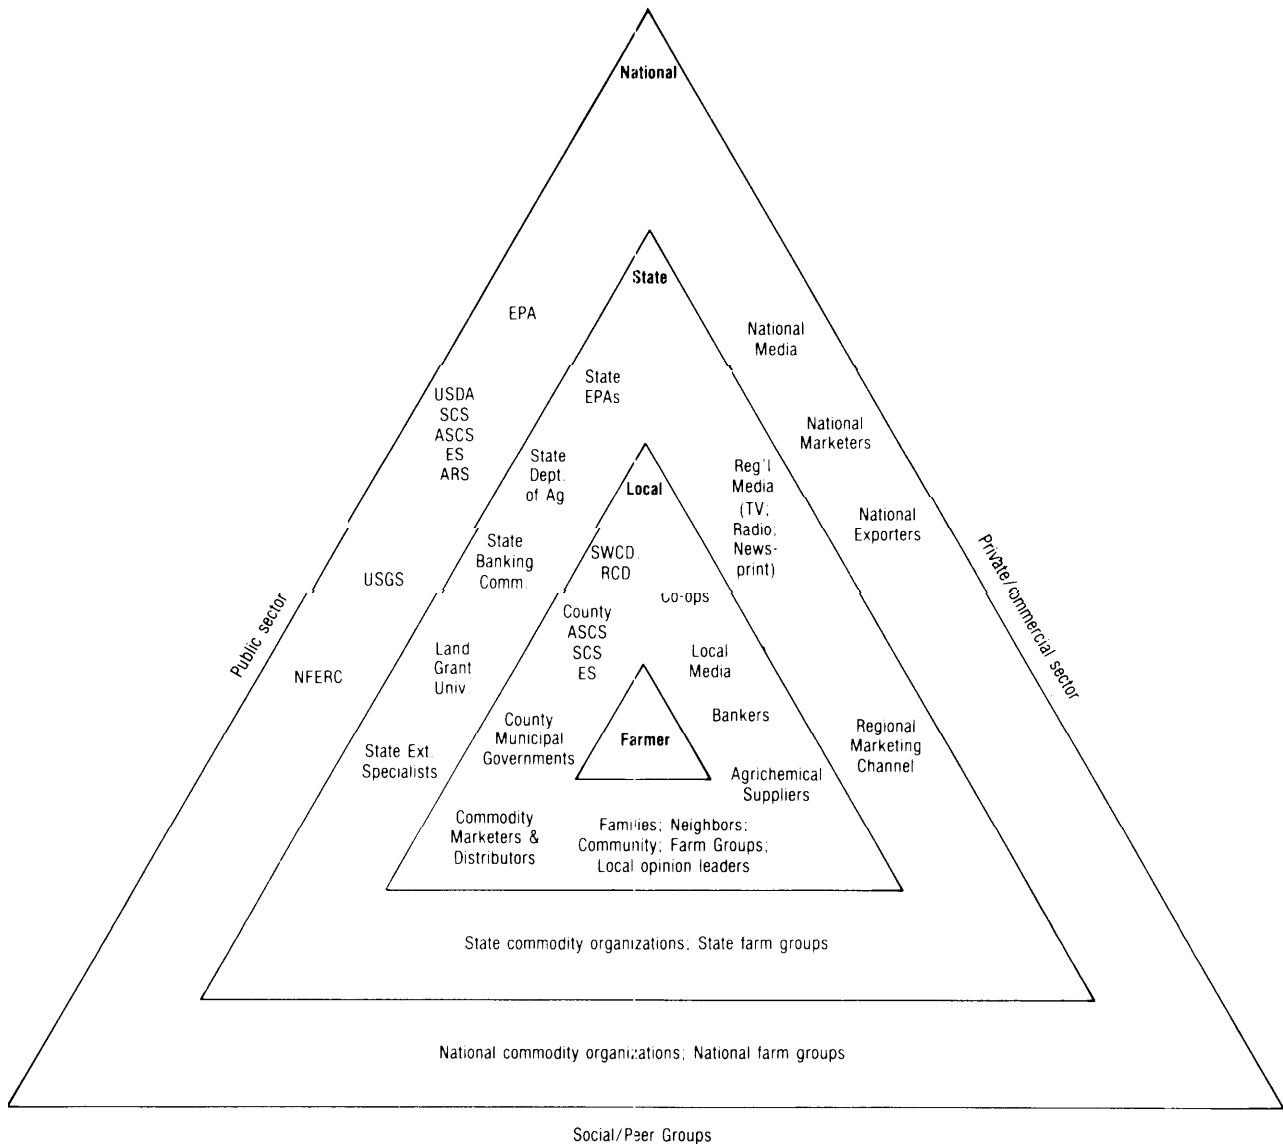 National
EPA
USDA
SCS
ASCS
ES
ARS
USGS
NFERC
National
Media
National
Marketers
National
Exporters
Public sector
Private/commercial sector
State
State
EPAs
State
Dept.
of Ag
State
Banking
Comm.
Land
Grant
Univ.
State Ext.
Specialists
Reg'l
Media
(TV;
Radio;
News-
print)
Regional
Marketing
Channel
Local
SWCD
RCD
County
ASCS
SCS
ES
County
Municipal
Governments
Commodity
Marketers &
Distributors
Co-ops
Local
Media
Bankers
Agrichemical
Suppliers
Farmer
Families; Neighbors;
Community; Farm Groups;
Local opinion leaders
State commodity organizations; State farm groups
National commodity organizations; National farm groups
Social/Peer Groups